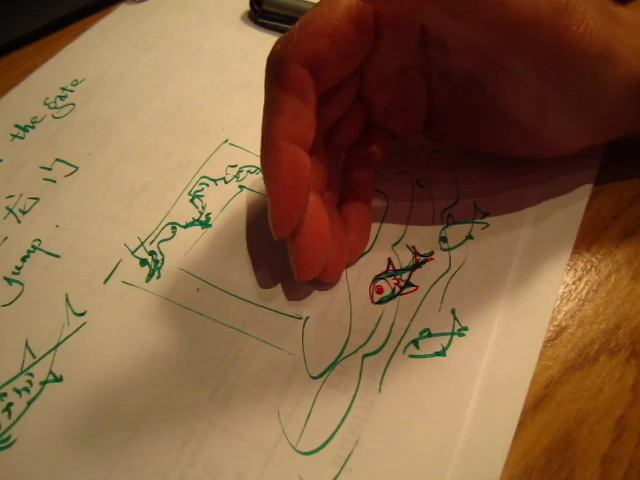 the gate
龙门
Jump